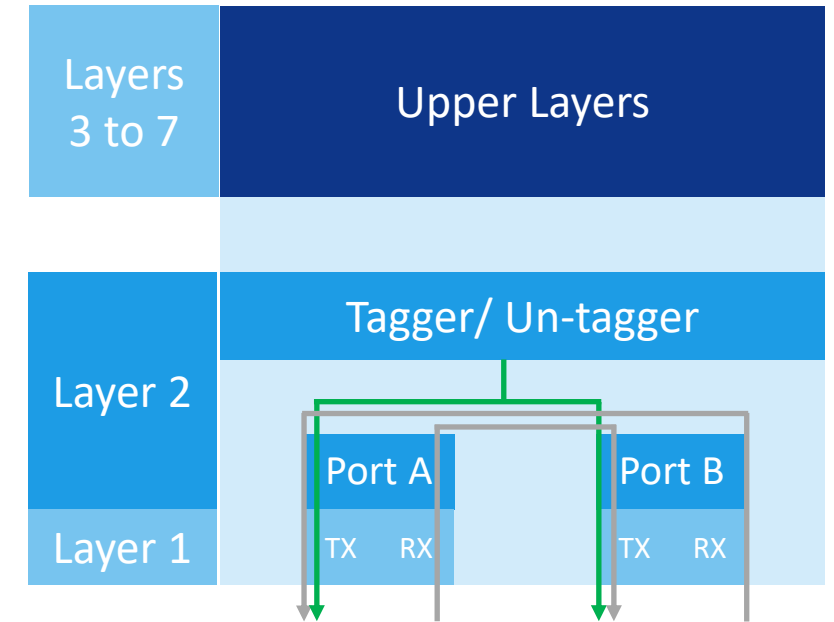 Layers
3 to 7
Upper Layers
Tagger/ Un-tagger
Layer 2
Port A
Port B
Layer 1
TX RX
TX RX